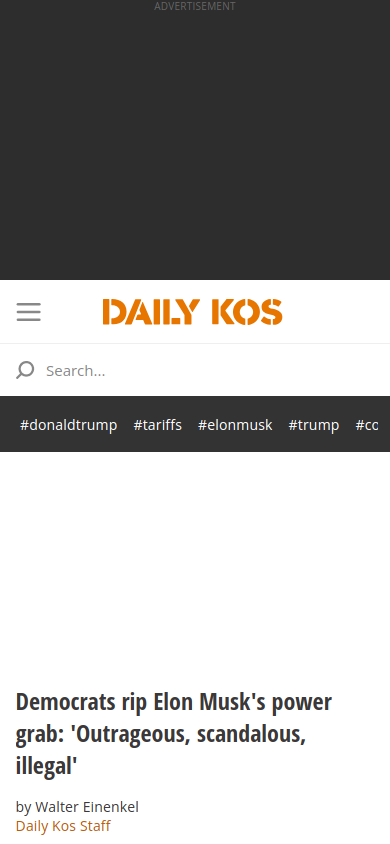 ADVERTISEMENT
DAILY KOS
Search...
#donaldtrump #tariffs #elonmusk #trump #co
Democrats rip Elon Musk's power
grab: 'Outrageous, scandalous,
illegal'
by Walter Einenkel
Daily Kos Staff